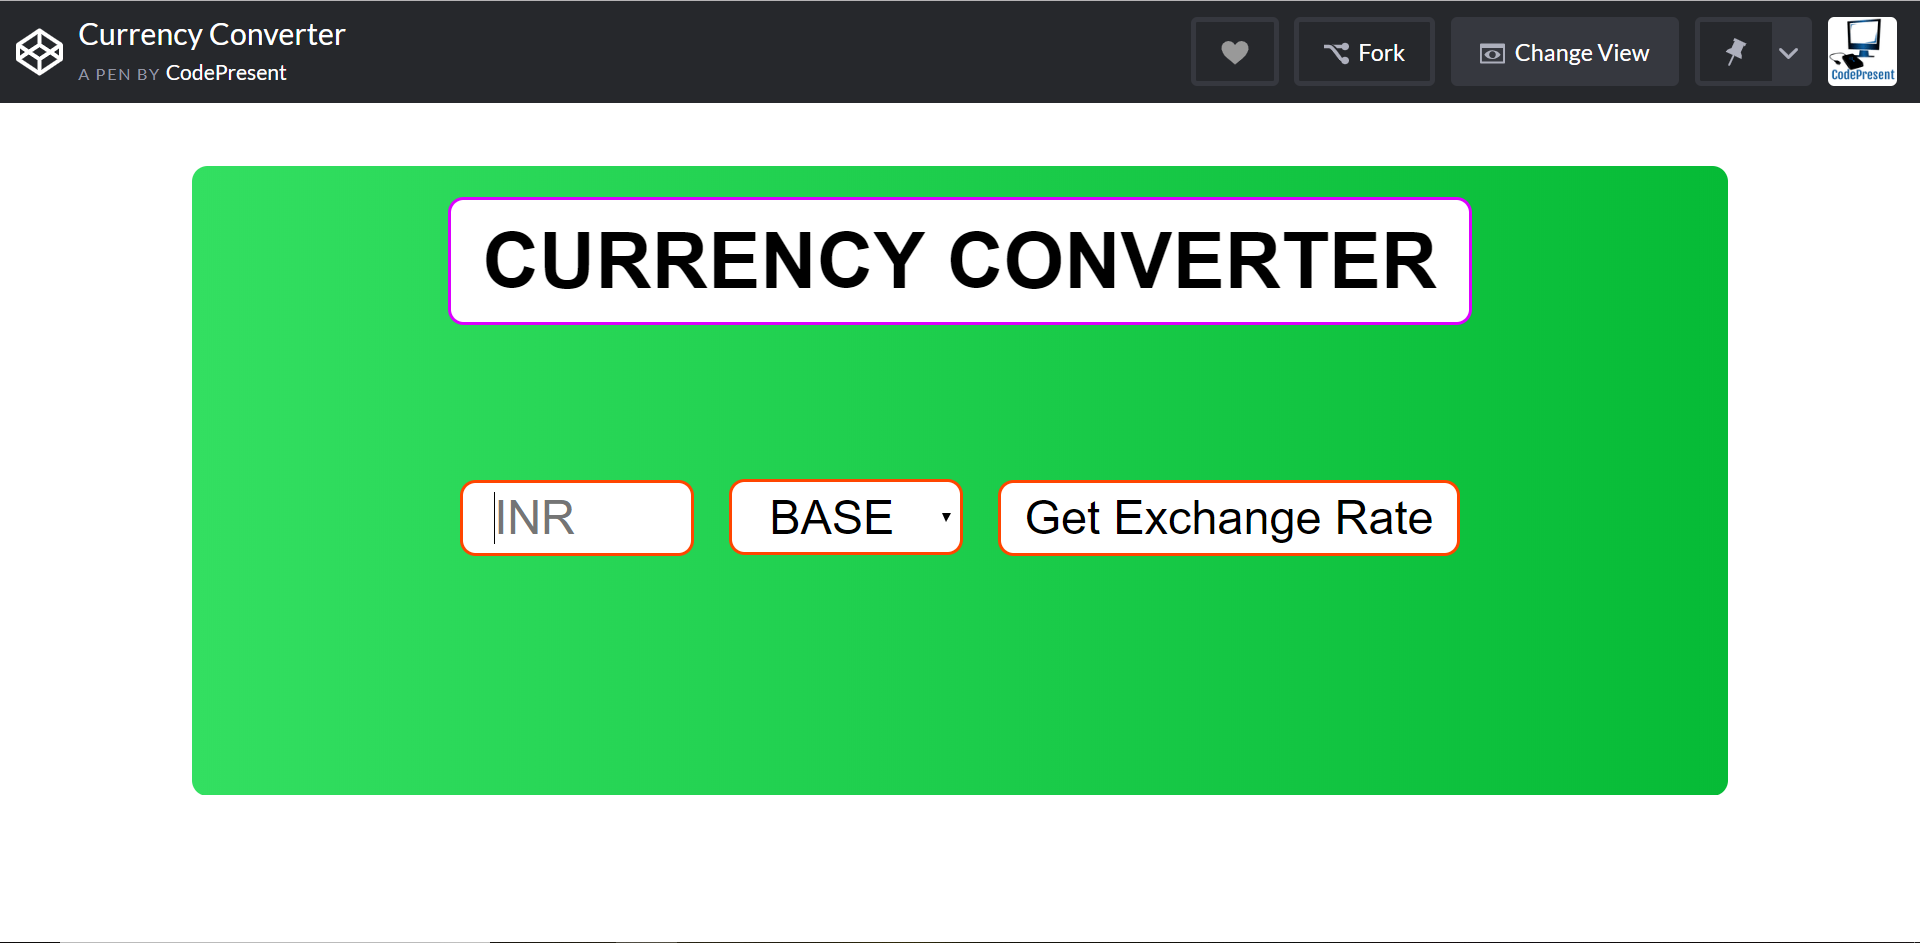 Currency Converter
A PEN BY CodePresent
Fork
Change View
CodePresent
CURRENCY CONVERTER
INR
BASE
Get Exchange Rate